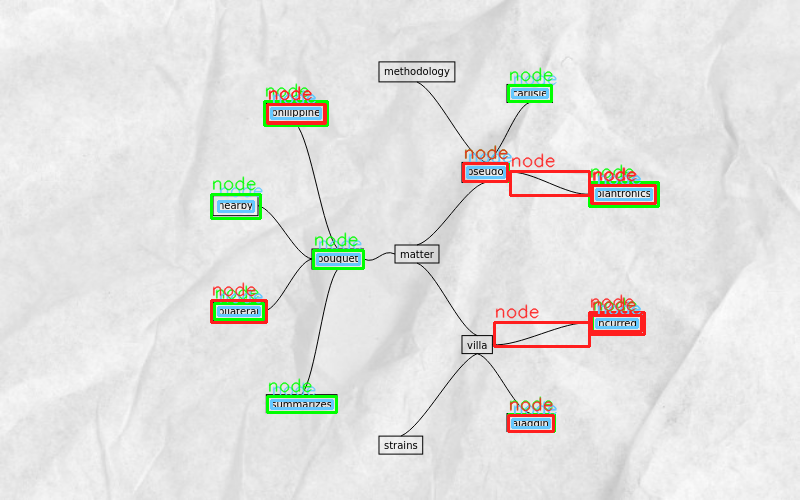 methodology
node
carlisle
node
philippine
node
pseudo
node
node
plantronics
node
nearby
node
bouquet
matter
node
bilateral
node
node
incurred
villa
node
summarizes
node
aladdin
strains